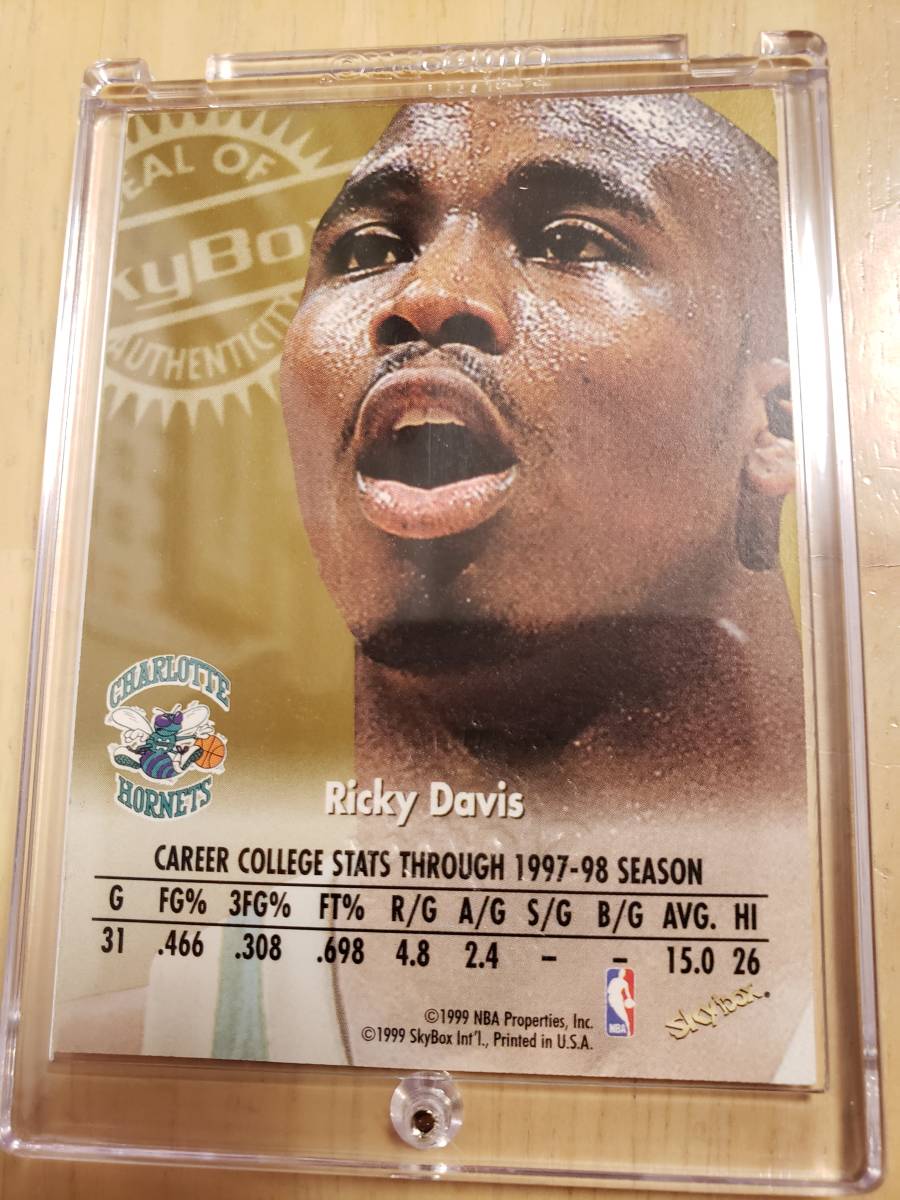 EAL OF
kyBo
AUTHENTICIT
CHARLOTTE
HORNETS
Ricky Davis
CAREER COLLEGE STATS THROUGH 1997-98 SEASON
G FG% 3FG% FT% R/G A/G S/G B/G AVG. HI
31 .466 .308 .698 4.8 2.4 – – 15.0 26
©1999 NBA Properties, Inc.
©1999 SkyBox Int'l., Printed in U.S.A.
NBA
skybox.